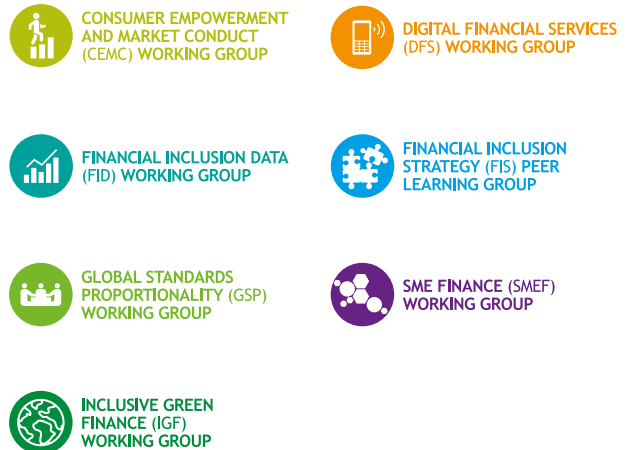 CONSUMER EMPOWERMENT
AND MARKET CONDUCT
(CEMC) WORKING GROUP
DIGITAL FINANCIAL SERVICES
(DFS) WORKING GROUP
FINANCIAL INCLUSION DATA
(FID) WORKING GROUP
FINANCIAL INCLUSION
STRATEGY (FIS) PEER
LEARNING GROUP
GLOBAL STANDARDS
PROPORTIONALITY (GSP)
WORKING GROUP
SME FINANCE (SMEF)
WORKING GROUP
INCLUSIVE GREEN
FINANCE (IGF)
WORKING GROUP